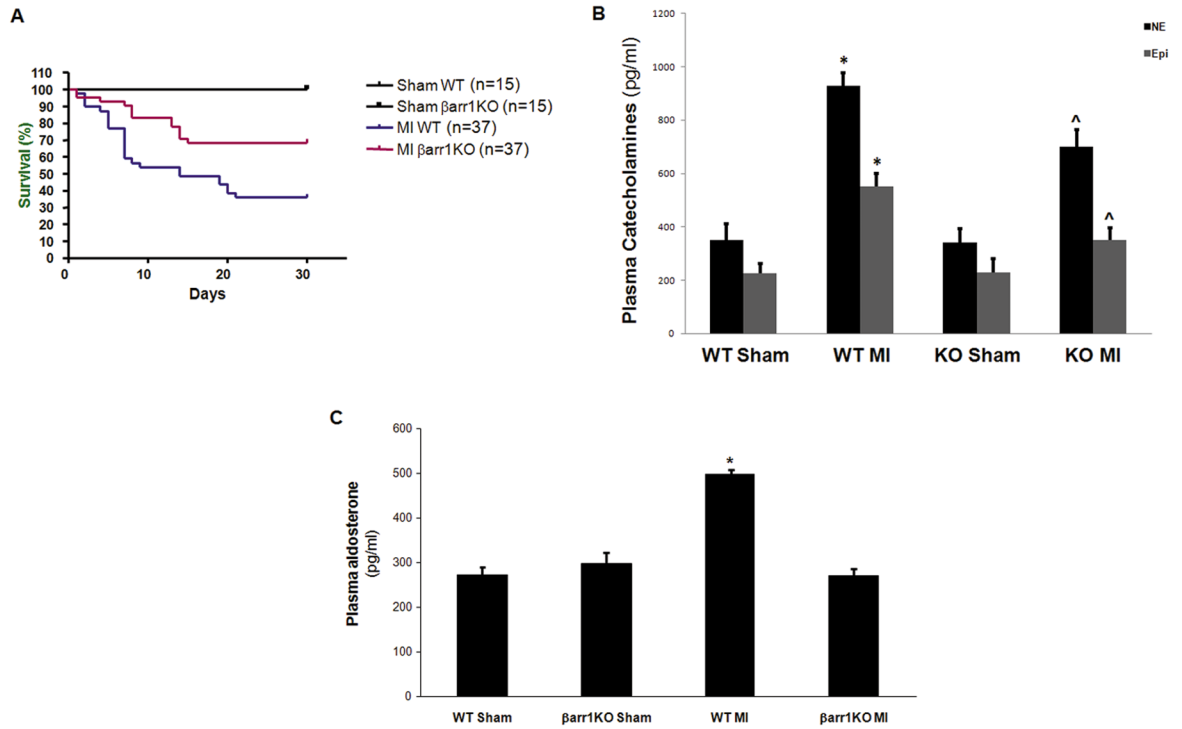 A
110
100
90
80
70
60
50
40
30
20
10
0
Survival (%)
0 10 20 30
Days
Sham WT (n=15)
Sham βarr1KO (n=15)
MI WT (n=37)
MI βarr1KO (n=37)
B
1200
1000
800
600
400
200
0
Plasma Catecholamines (pg/ml)
NE
Epi
* * ^ ^
WT Sham WT MI KO Sham KO MI
C
600
500
400
300
200
100
0
Plasma aldosterone
(pg/ml)
*
WT Sham βarr1KO Sham WT MI βarr1KO MI